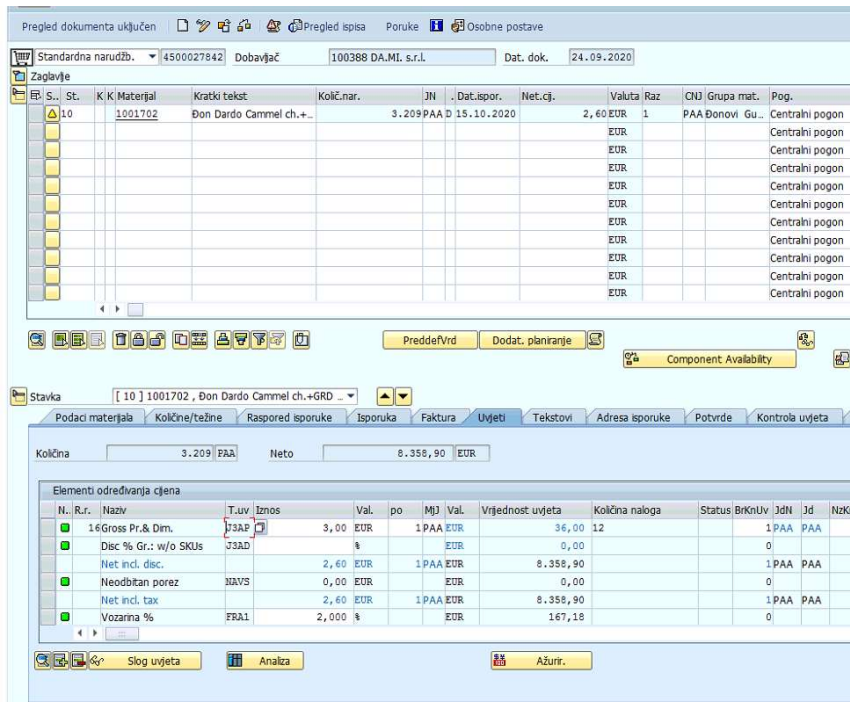 Pregled dokumenta uključen Pregled ispisa Poruke Osobne postave
Standardna narudžb. 4500027842 Dobavljač 100388 DA.MI. s.r.l. Dat. dok. 24.09.2020
Zaglavlje
S.. St. K K Materijal Kratki tekst Količ.nar. JN . Dat.ispor. Net.cij. Valuta Raz CNJ Grupa mat. Pog.
10 1001702 Đon Dardo Cammel ch.+.. 3.209 PAA D 15.10.2020 2,60 EUR 1 PAA Đonovi Gu.. Centralni pogon
EUR Centralni pogon
EUR Centralni pogon
EUR Centralni pogon
EUR Centralni pogon
EUR Centralni pogon
EUR Centralni pogon
EUR Centralni pogon
EUR Centralni pogon
EUR Centralni pogon
EUR Centralni pogon
PreddefVrd Dodat. planiranje
Component Availability
Stavka [ 10 ] 1001702 , Đon Dardo Cammel ch.+GRD ..
Podaci materijala Količine/težine Raspored isporuke Isporuka Faktura Uvjeti Tekstovi Adresa isporuke Potvrde Kontrola uvjeta
Količina 3.209 PAA Neto 8.358,90 EUR
Elementi određivanja cijena
N.. R.r. Naziv T.uv Iznos Val. po MjJ Val. Vrijednost uvjeta Količina naloga Status BrKnUv JdN Jd
16 Gross Pr.& Dim. J3AP 3,00 EUR 1 PAA EUR 36,00 12 1 PAA PAA
Disc % Gr.: w/o SKUs J3AD % EUR 0,00 0
Net incl. disc. 2,60 EUR 1 PAA EUR 8.358,90 1 PAA PAA
Neodbitan porez NAVS 0,00 EUR EUR 0,00 0
Net incl. tax 2,60 EUR 1 PAA EUR 8.358,90 1 PAA PAA
Vozarina % FRA1 2,000 % EUR 167,18 0
Slog uvjeta Analiza Ažurir.